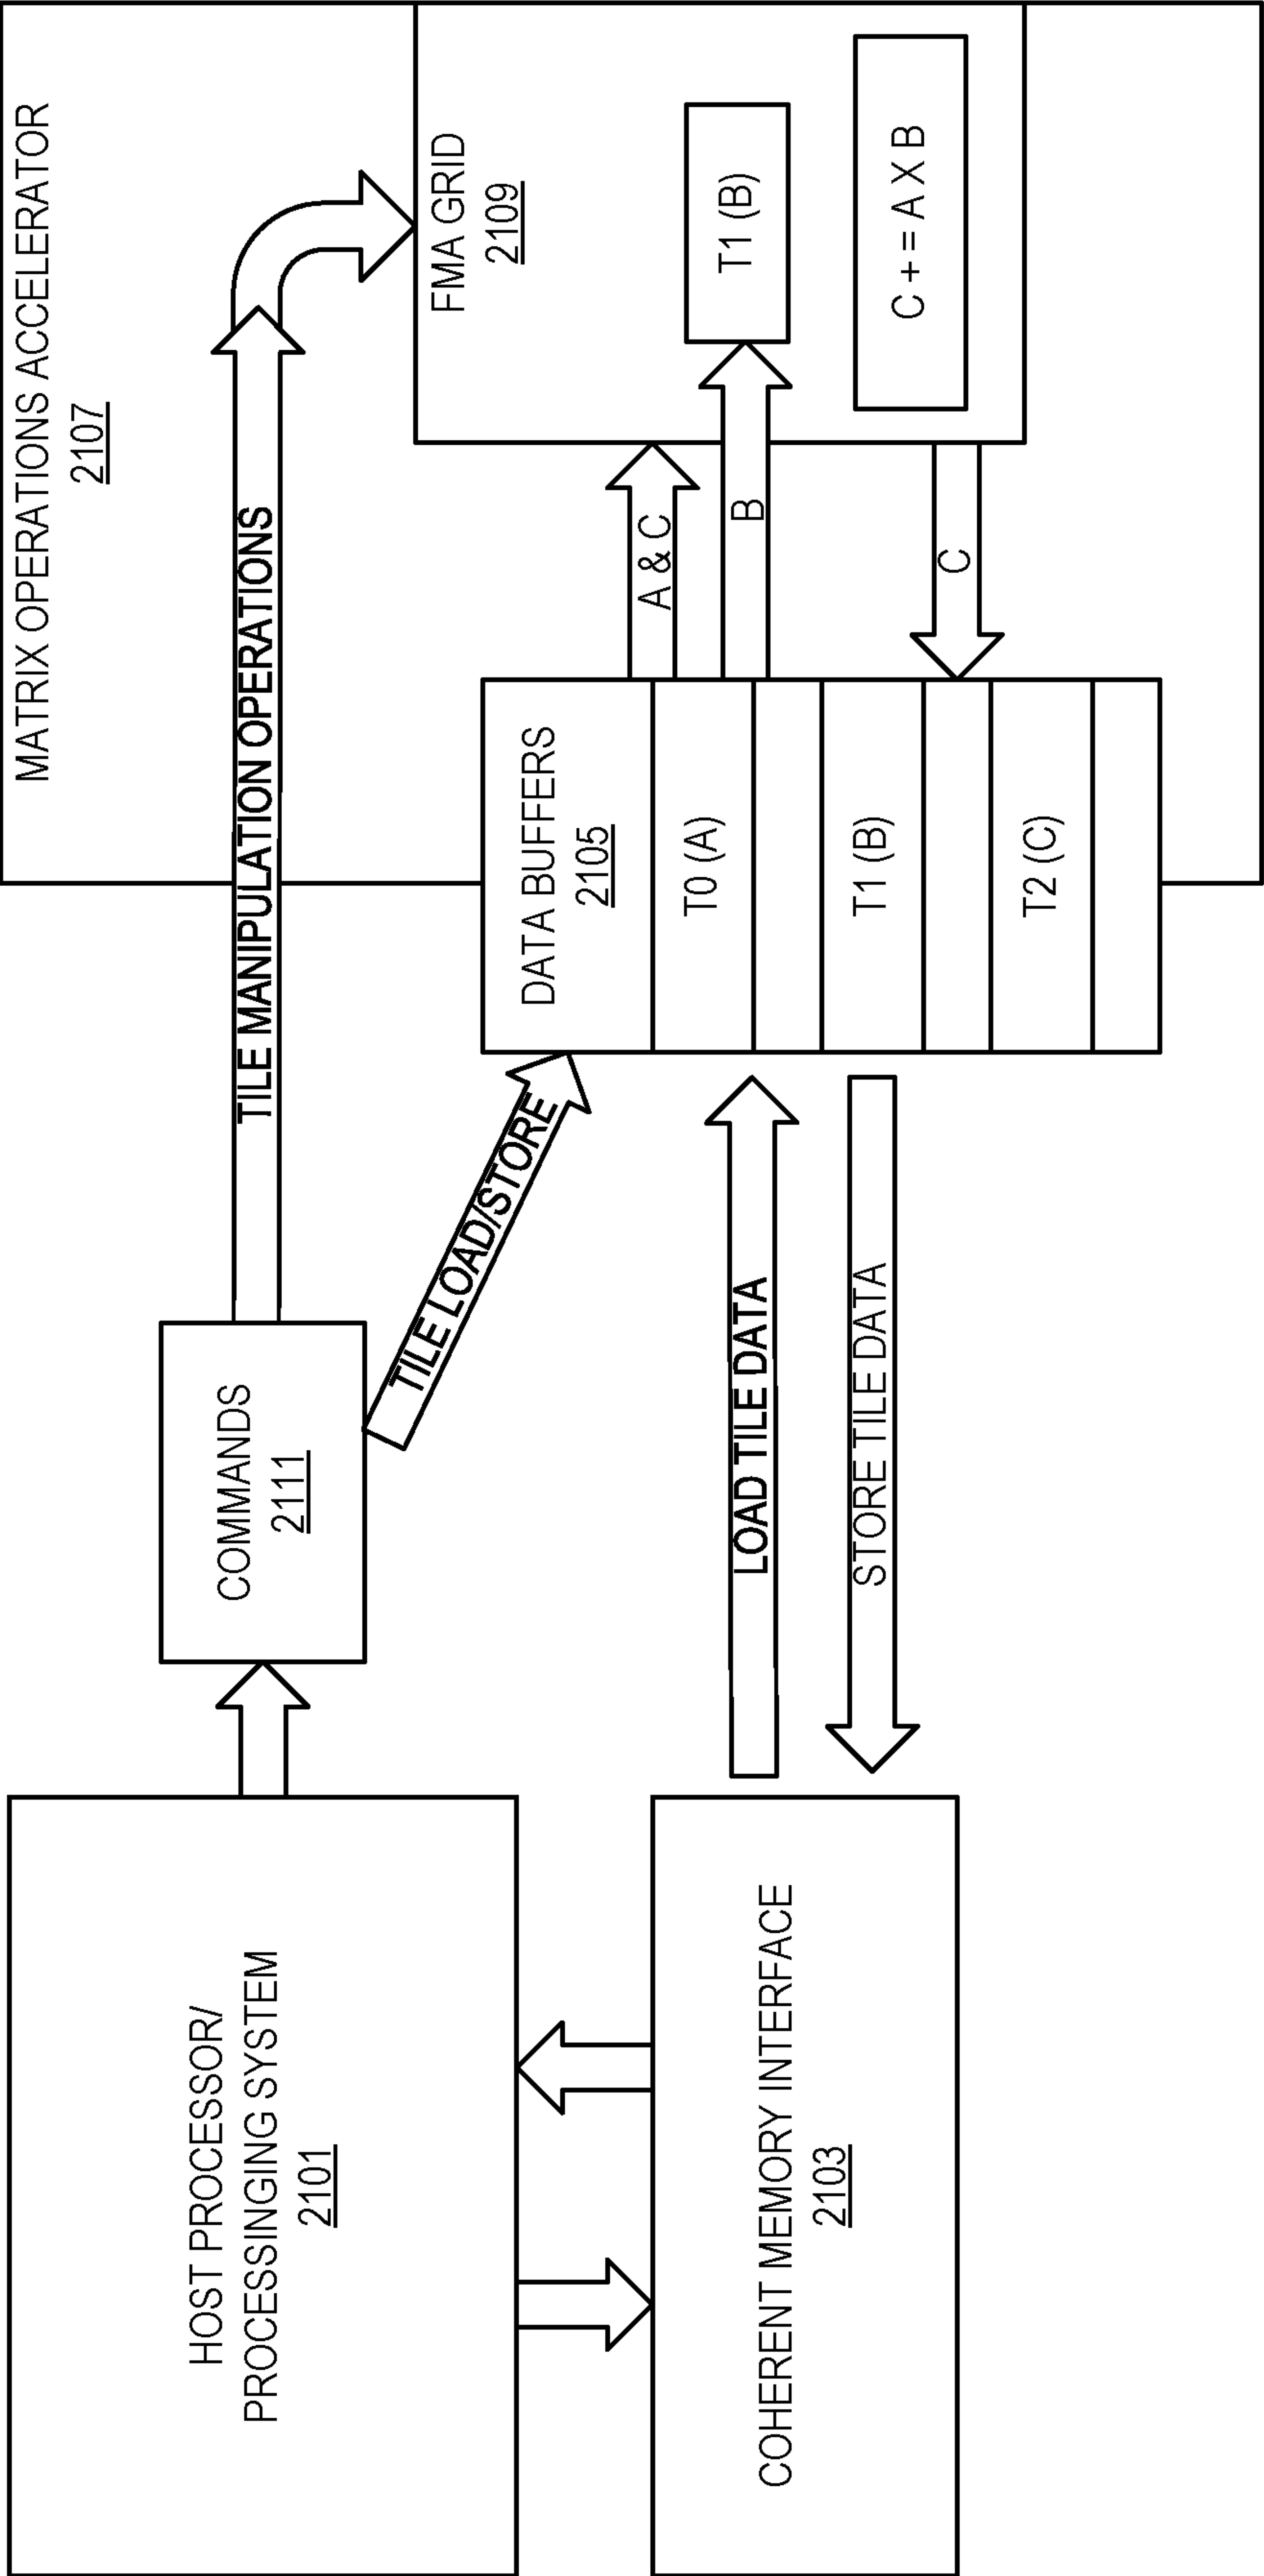 MATRIX OPERATIONS ACCELERATOR
2107
HOST PROCESSOR/
PROCESSINGING SYSTEM
2101
COMMANDS
2111
TILE MANIPULATION OPERATIONS
TILE LOAD/STORE
FMA GRID
2109
T1 (B)
C + = A X B
A & C
B
C
DATA BUFFERS
2105
T0 (A)
T1 (B)
T2 (C)
COHERENT MEMORY INTERFACE
2103
LOAD TILE DATA
STORE TILE DATA